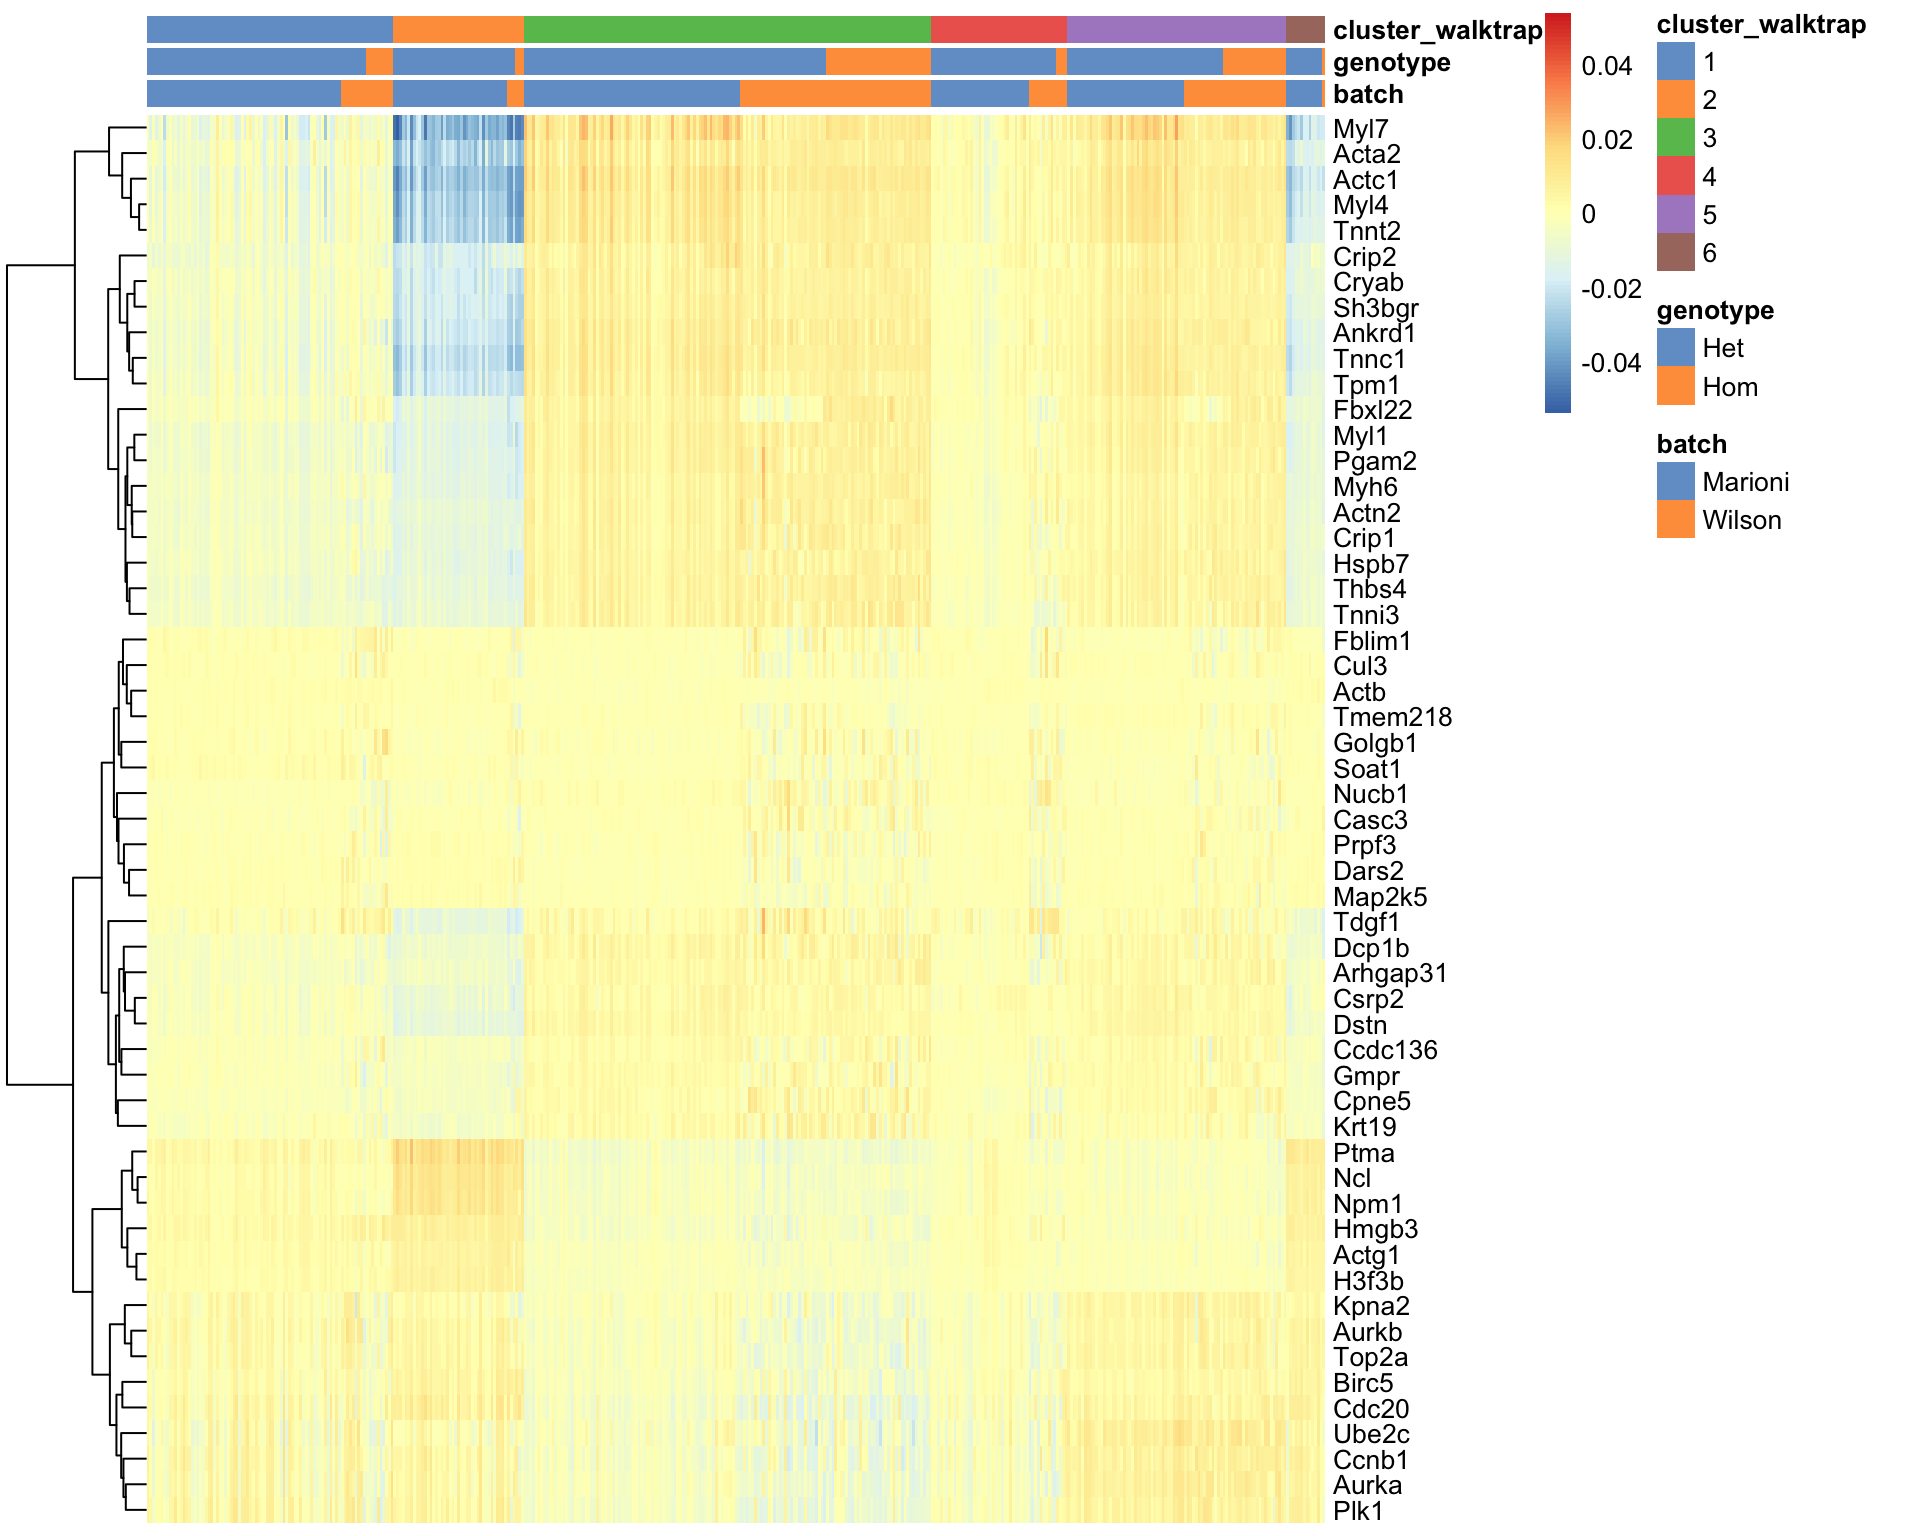 cluster_walktrap
genotype
batch
Myl7
Acta2
Actc1
Myl4
Tnnt2
Crip2
Cryab
Sh3bgr
Ankrd1
Tnnc1
Tpm1
Fbxl22
Myl1
Pgam2
Myh6
Actn2
Crip1
Hspb7
Thbs4
Tnni3
Fblim1
Cul3
Actb
Tmem218
Golgb1
Soat1
Nucb1
Casc3
Prpf3
Dars2
Map2k5
Tdgf1
Dcp1b
Arhgap31
Csrp2
Dstn
Ccdc136
Gmpr
Cpne5
Krt19
Ptma
Ncl
Npm1
Hmgb3
Actg1
H3f3b
Kpna2
Aurkb
Top2a
Birc5
Cdc20
Ube2c
Ccnb1
Aurka
Plk1
0.04
0.02
0
-0.02
-0.04
cluster_walktrap
1
2
3
4
5
6
genotype
Het
Hom
batch
Marioni
Wilson